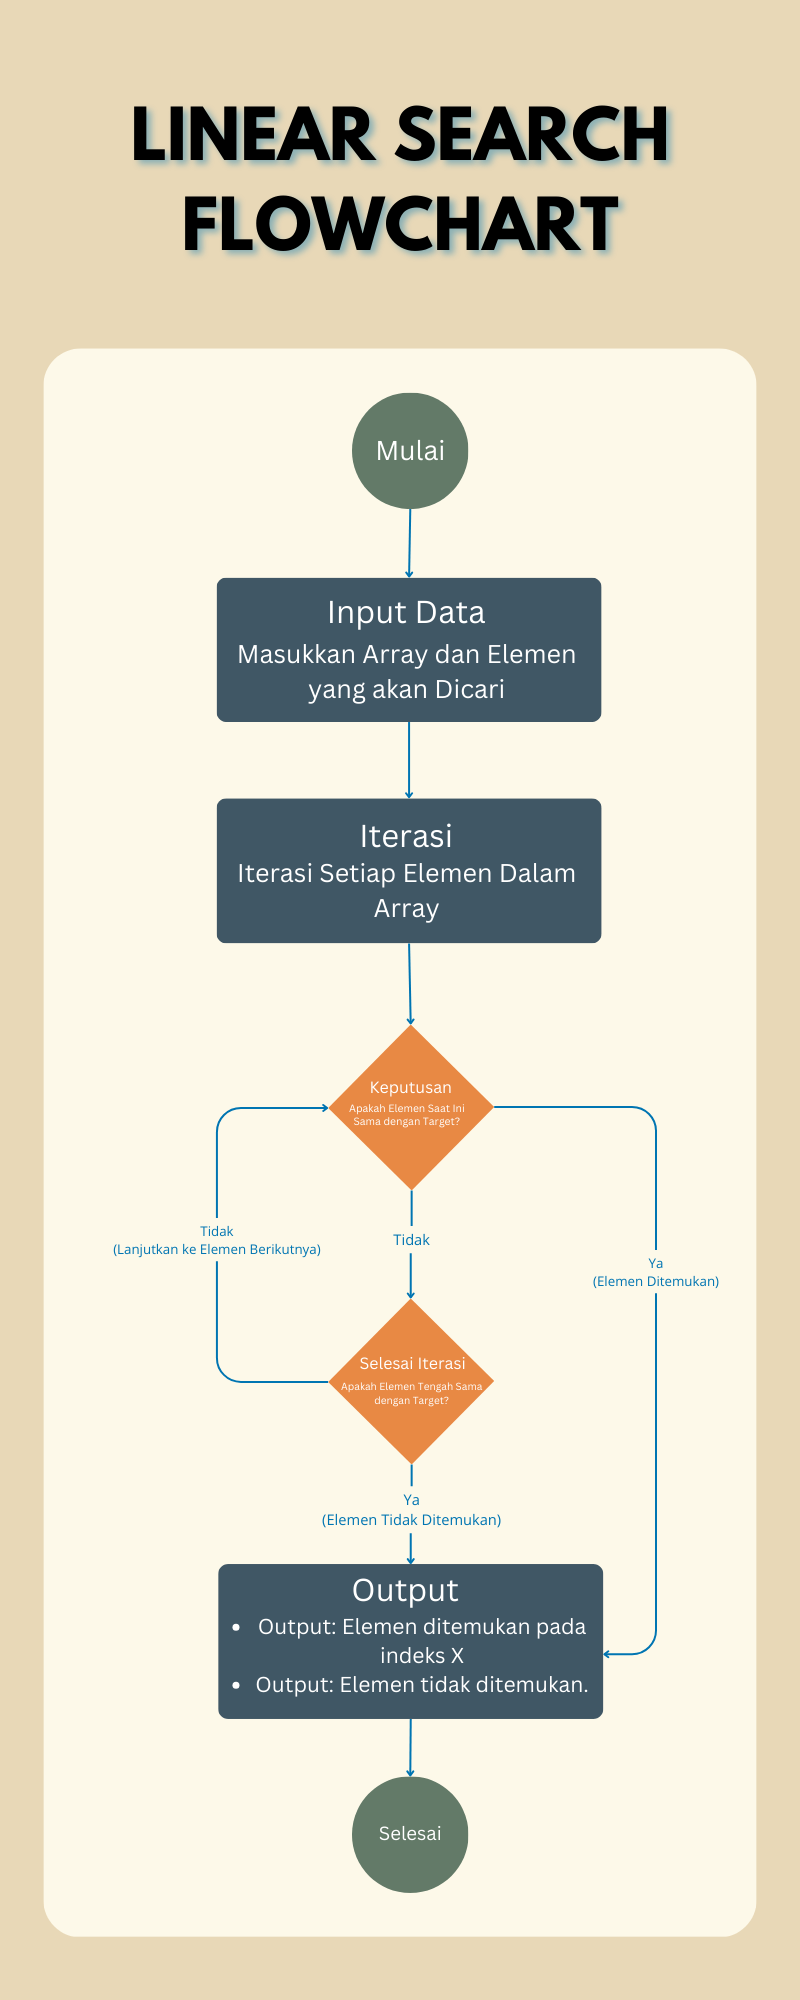 LINEAR SEARCH
FLOWCHART
Mulai
Input Data
Masukkan Array dan Elemen
yang akan Dicari
Iterasi
Iterasi Setiap Elemen Dalam
Array
Keputusan
Apakah Elemen Saat Ini
Sama dengan Target?
Tidak
(Lanjutkan ke Elemen Berikutnya)
Tidak
Ya
(Elemen Ditemukan)
Selesai Iterasi
Apakah Elemen Tengah Sama
dengan Target?
Ya
(Elemen Tidak Ditemukan)
Output
• Output: Elemen ditemukan pada
indeks X
• Output: Elemen tidak ditemukan.
Selesai